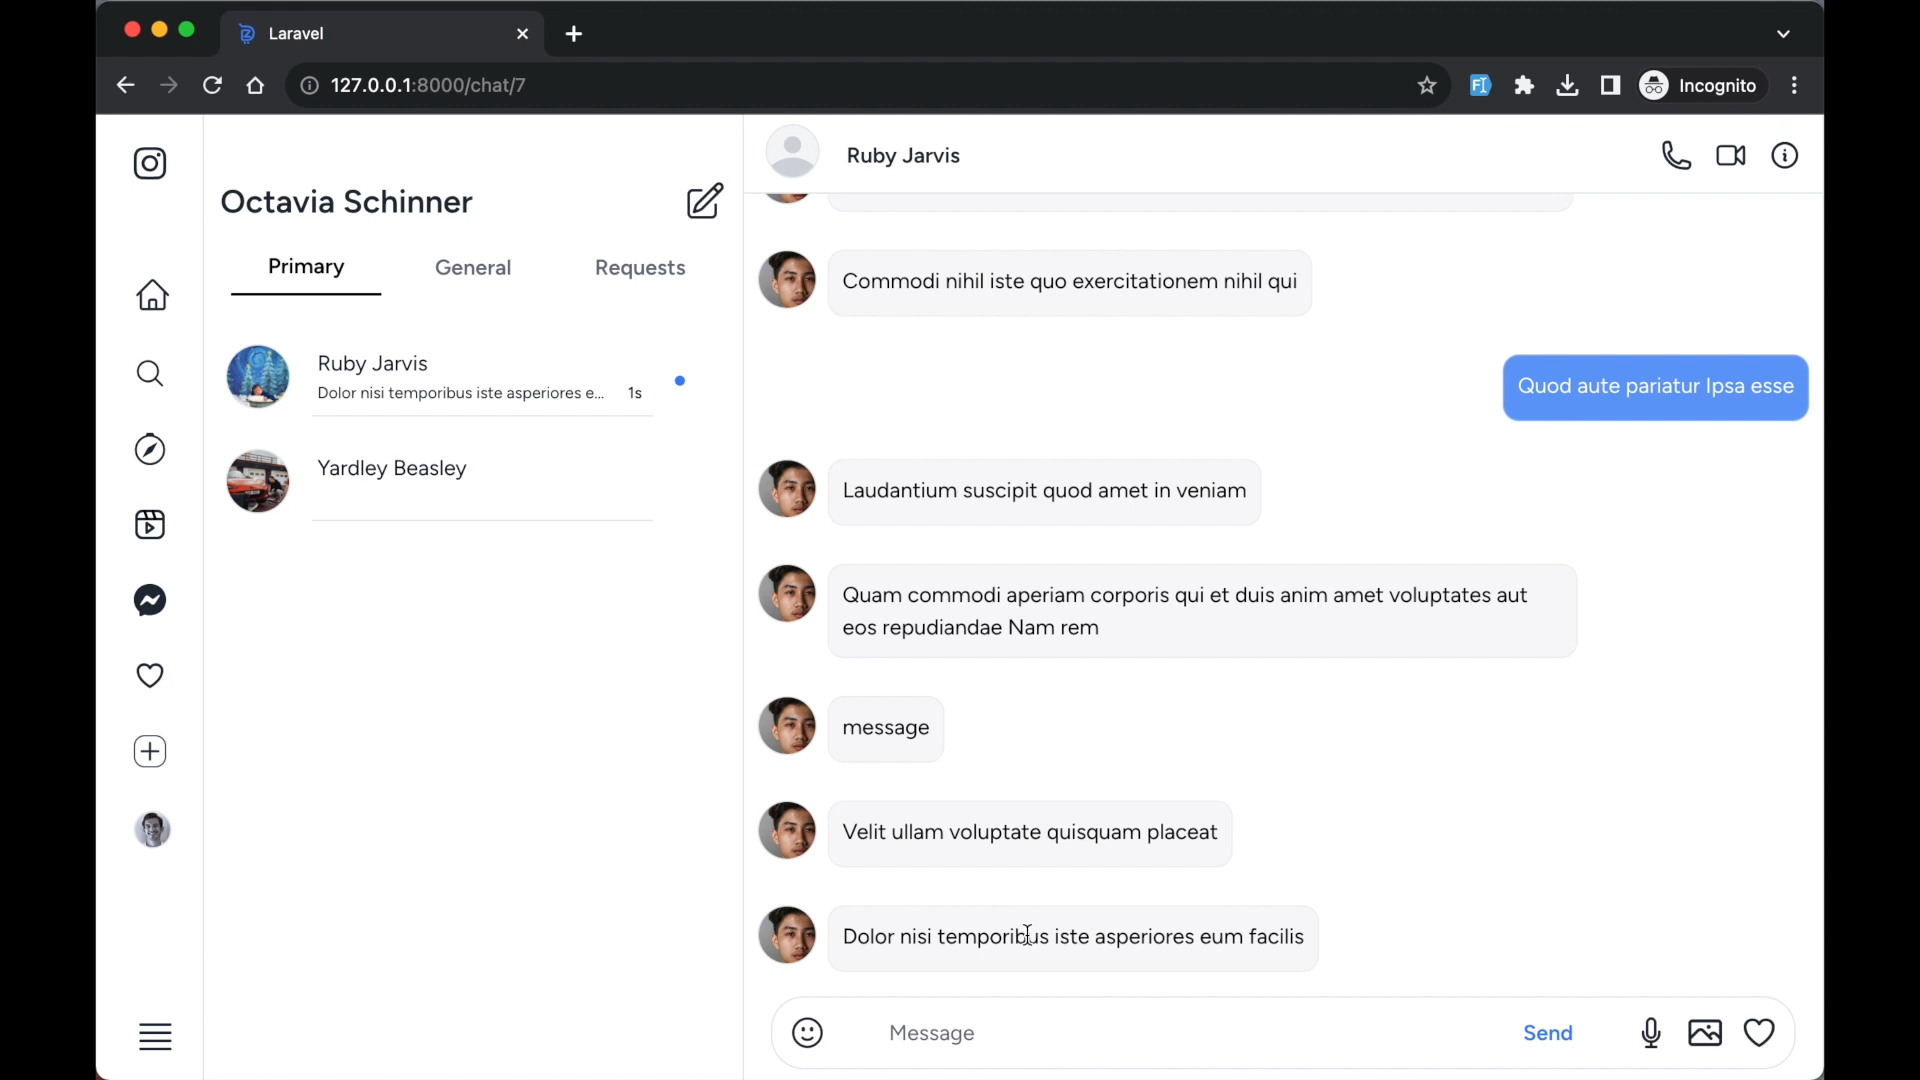 Laravel
127.0.0.1:8000/chat/7
FI
Incognito
Octavia Schinner
Primary
General
Requests
Ruby Jarvis
Dolor nisi temporibus iste asperiores e...
1s
Yardley Beasley
Ruby Jarvis
Commodi nihil iste quo exercitationem nihil qui
Quod aute pariatur Ipsa esse
Laudantium suscipit quod amet in veniam
Quam commodi aperiam corporis qui et duis anim amet voluptates aut
eos repudiandae Nam rem
message
Velit ullam voluptate quisquam placeat
Dolor nisi temporibus iste asperiores eum facilis
Message
Send